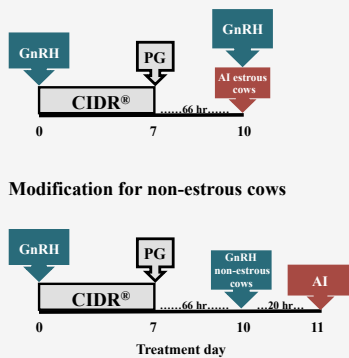 GnRH
GnRH
PG
AI estrous
cows
CIDR®
......66 hr......
0
7
10
Modification for non-estrous cows
GnRH
PG
GnRH
non-estrous
cows
AI
CIDR®
......66 hr......
...20 hr...
0
7
10
11
Treatment day